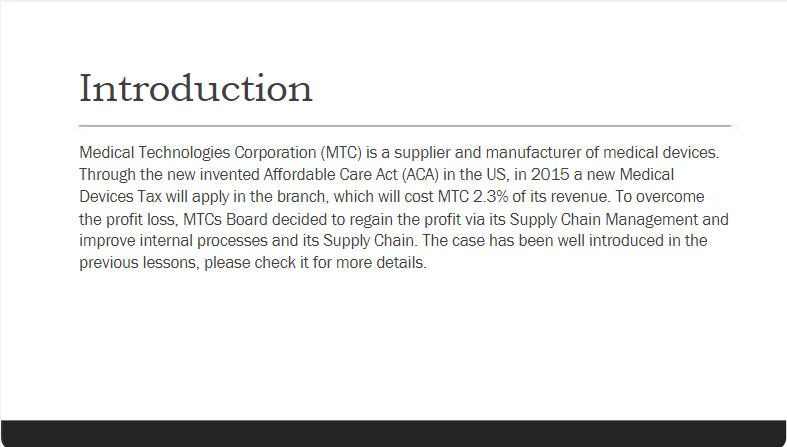 Introduction
Medical Technologies Corporation (MTC) is a supplier and manufacturer of medical devices.
Through the new invented Affordable Care Act (ACA) in the US, in 2015 a new Medical
Devices Tax will apply in the branch, which will cost MTC 2.3% of its revenue. To overcome
the profit loss, MTCs Board decided to regain the profit via its Supply Chain Management and
improve internal processes and its Supply Chain. The case has been well introduced in the
previous lessons, please check it for more details.